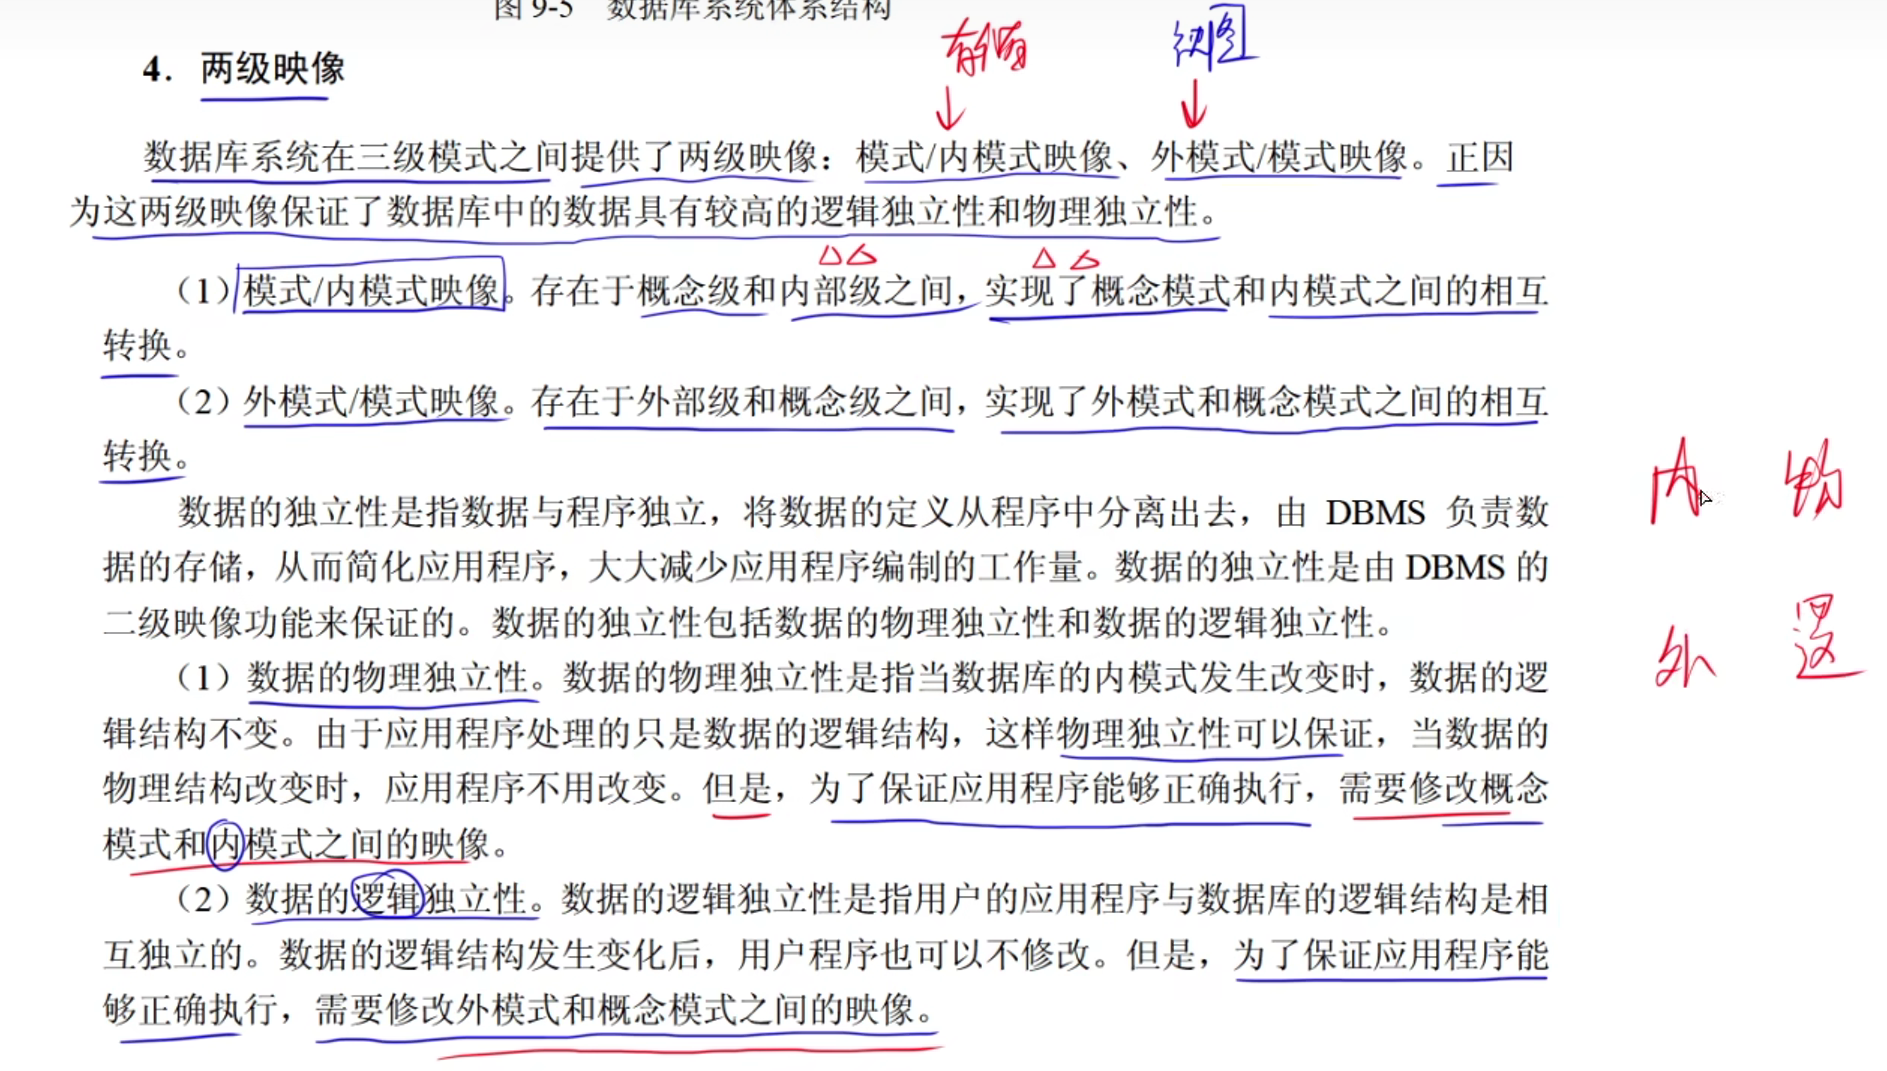 图 9-5 数据库系统体系结构
存储 视图
4. 两级映像
数据库系统在三级模式之间提供了两级映像：模式/内模式映像、外模式/模式映像。正因
为这两级映像保证了数据库中的数据具有较高的逻辑独立性和物理独立性。
（1）模式/内模式映像。存在于概念级和内部级之间，实现了概念模式和内模式之间的相互
转换。
（2）外模式/模式映像。存在于外部级和概念级之间，实现了外模式和概念模式之间的相互
转换。
内 物
数据的独立性是指数据与程序独立，将数据的定义从程序中分离出去，由 DBMS 负责数
据的存储，从而简化应用程序，大大减少应用程序编制的工作量。数据的独立性是由 DBMS 的
二级映像功能来保证的。数据的独立性包括数据的物理独立性和数据的逻辑独立性。
外 逻
（1）数据的物理独立性。数据的物理独立性是指当数据库的内模式发生改变时，数据的逻
辑结构不变。由于应用程序处理的只是数据的逻辑结构，这样物理独立性可以保证，当数据的
物理结构改变时，应用程序不用改变。但是，为了保证应用程序能够正确执行，需要修改概念
模式和内模式之间的映像。
（2）数据的逻辑独立性。数据的逻辑独立性是指用户的应用程序与数据库的逻辑结构是相
互独立的。数据的逻辑结构发生变化后，用户程序也可以不修改。但是，为了保证应用程序能
够正确执行，需要修改外模式和概念模式之间的映像。